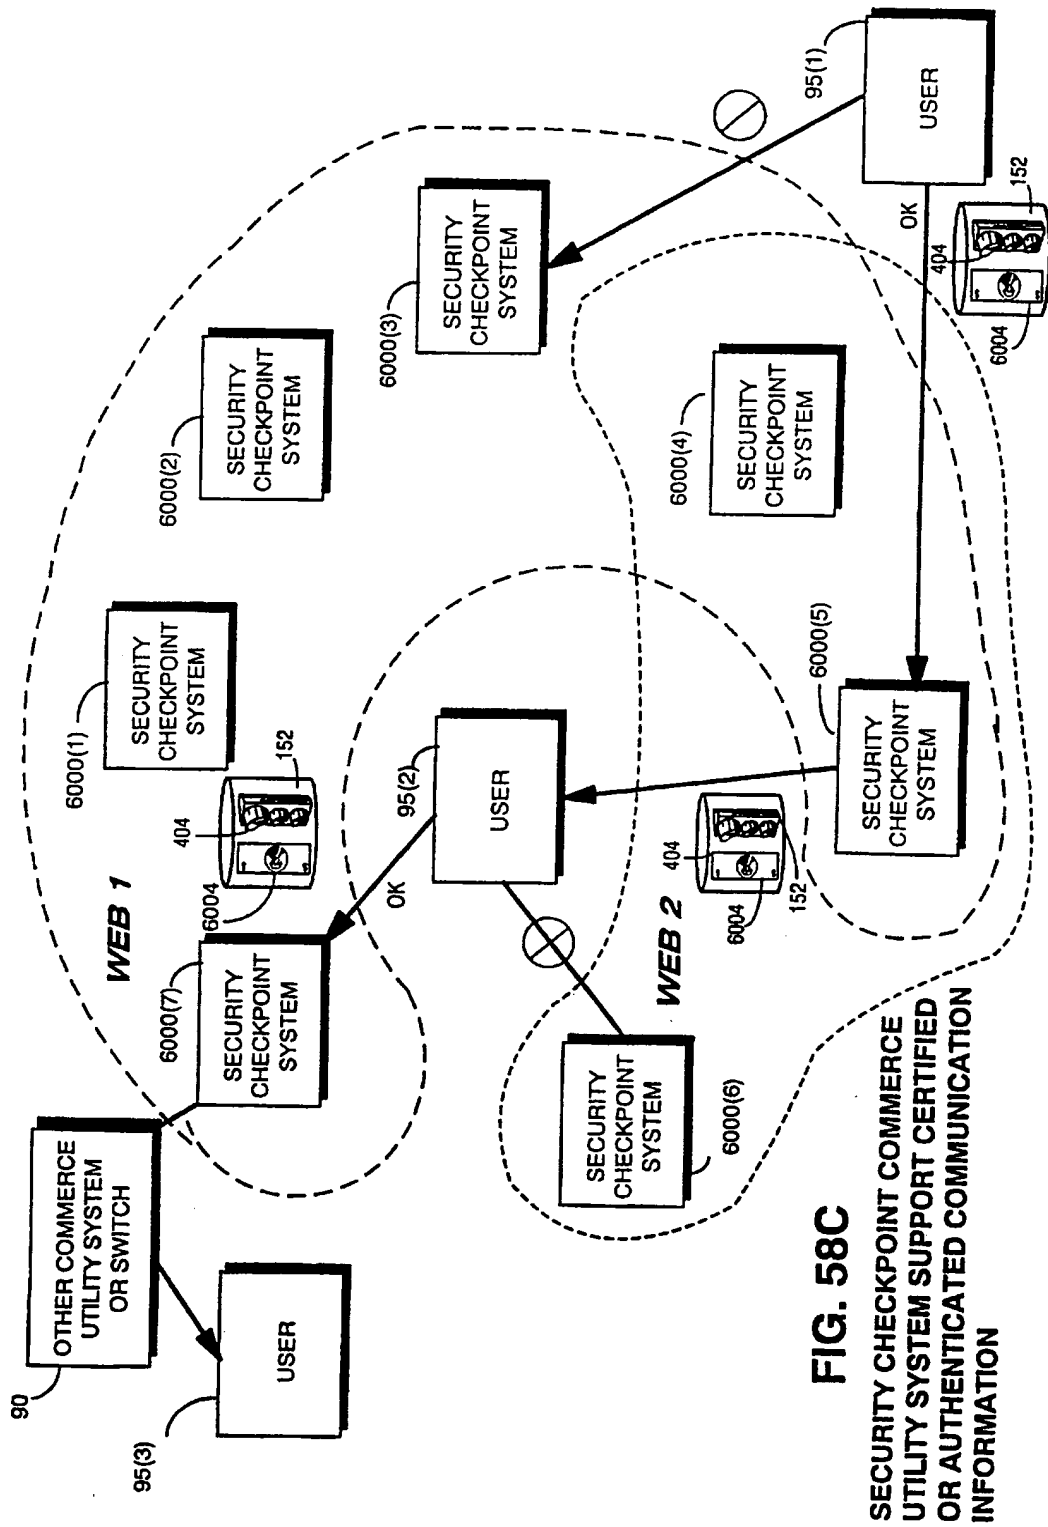 90
OTHER COMMERCE
UTILITY SYSTEM
OR SWITCH
95(3)
USER
6000(7)
SECURITY
CHECKPOINT
SYSTEM
WEB 1
6004
404
152
6000(1)
SECURITY
CHECKPOINT
SYSTEM
6000(2)
SECURITY
CHECKPOINT
SYSTEM
6000(3)
SECURITY
CHECKPOINT
SYSTEM
OK
95(2)
USER
SECURITY
CHECKPOINT
SYSTEM
6000(6)
WEB 2
6004
404
152
6000(4)
SECURITY
CHECKPOINT
SYSTEM
6000(5)
SECURITY
CHECKPOINT
SYSTEM
95(1)
USER
OK
6004
404
152
FIG. 58C
SECURITY CHECKPOINT COMMERCE
UTILITY SYSTEM SUPPORT CERTIFIED
OR AUTHENTICATED COMMUNICATION
INFORMATION